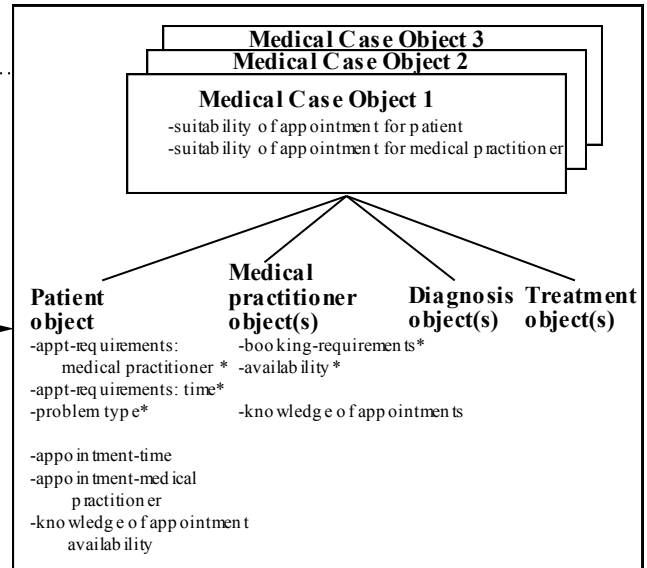 Medical Case Object 3
Medical Case Object 2
Medical Case Object 1
-suitability of appointment for patient
-suitability of appointment for medical practitioner
Patient
object
-appt-requirements:
medical practitioner *
-appt-requirements: time*
-problem type*
-appointment-time
-appointment-medical
practitioner
-knowledge of appointment
availability
Medical
practitioner
object(s)
-booking-requirements*
-availability*
-knowledge of appointments
Diagnosis
object(s)
Treatment
object(s)